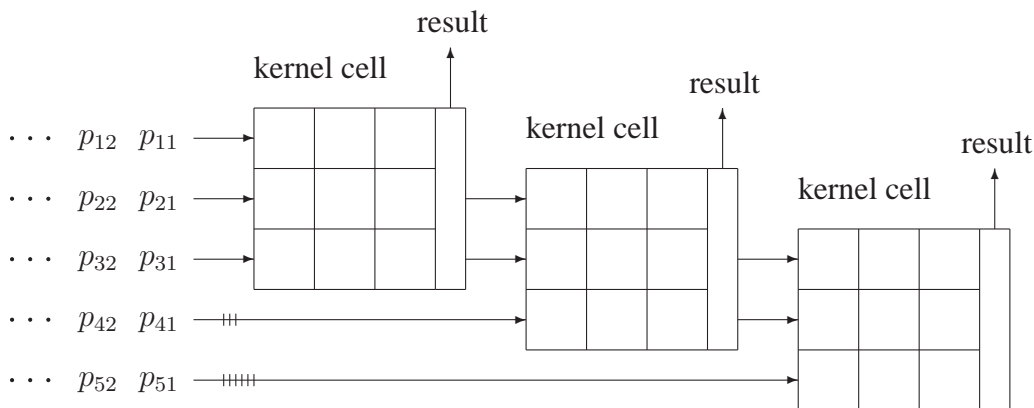 result
kernel cell
result
kernel cell
result
kernel cell
· · · p₁₂ p₁₁
· · · p₂₂ p₂₁
· · · p₃₂ p₃₁
· · · p₄₂ p₄₁
· · · p₅₂ p₅₁